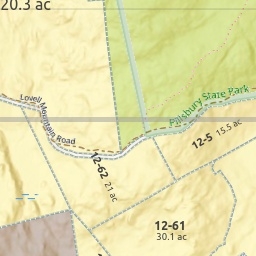 20.3 ac
Lovell
Mountain Road
Pillsbury State Park
12-5 15.5 ac
12-62
21 ac
12-61
30.1 ac